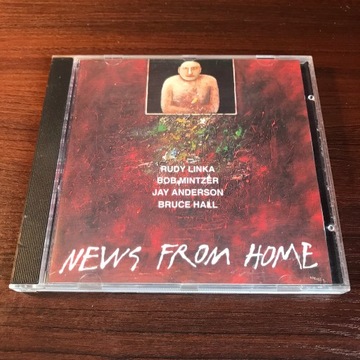 RUDY LINKA
BOB MINTZER
JAY ANDERSON
BRUCE HALL
NEWS FROM HOME